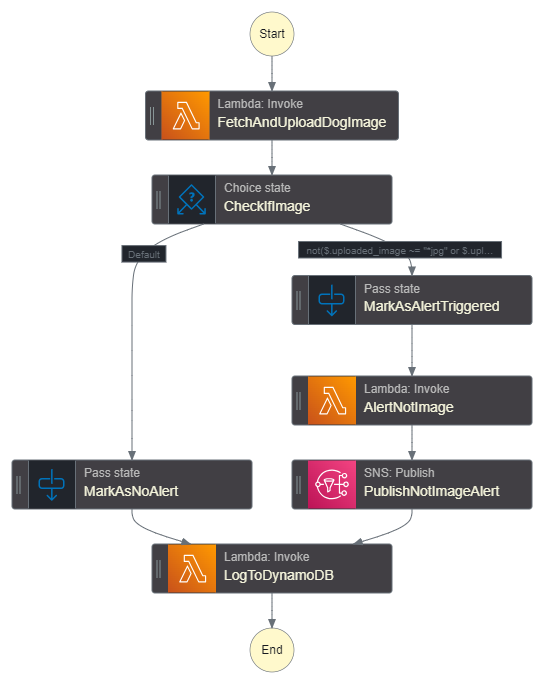 Start
Lambda: Invoke
FetchAndUploadDogImage
Choice state
CheckIfImage
Default
not($.uploaded_image ~= "*jpg" or $.upl...
Pass state
MarkAsAlertTriggered
Lambda: Invoke
AlertNotImage
Pass state
MarkAsNoAlert
SNS: Publish
PublishNotImageAlert
Lambda: Invoke
LogToDynamoDB
End